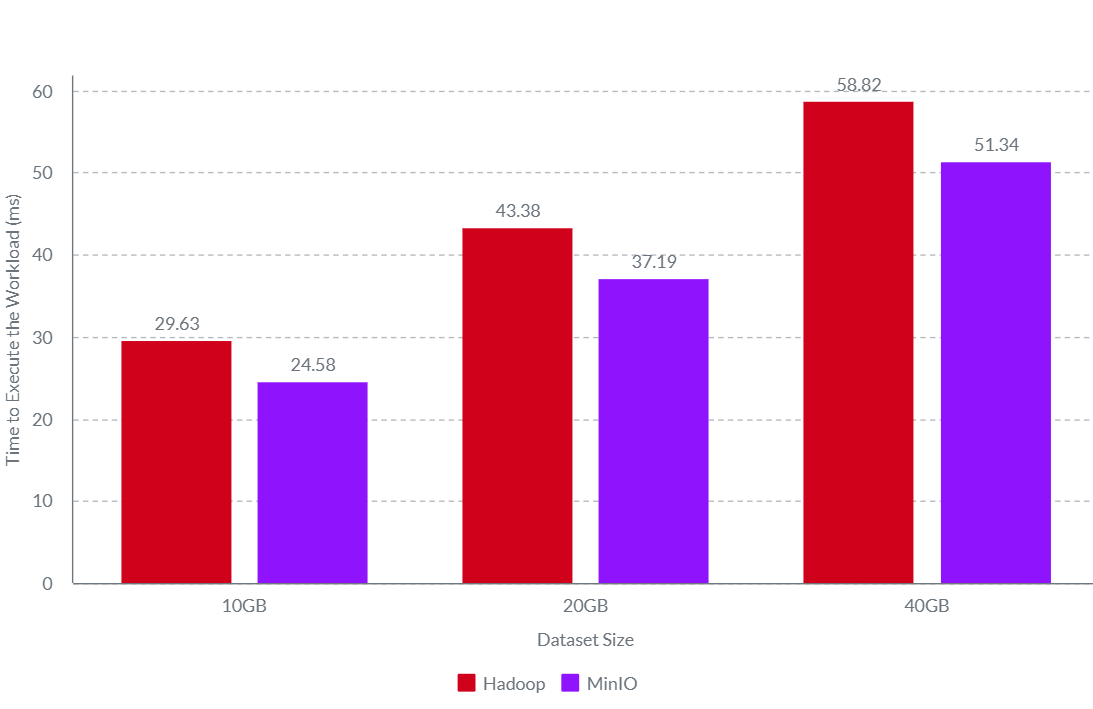 Time to Execute the Workload (ms)
60
50
40
30
20
10
0
29.63
24.58
43.38
37.19
58.82
51.34
10GB
20GB
40GB
Dataset Size
Hadoop
MinIO